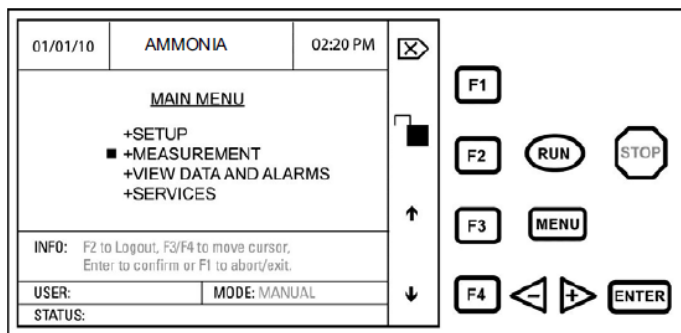 01/01/10 AMMONIA 02:20 PM
MAIN MENU
+SETUP
+MEASUREMENT
+VIEW DATA AND ALARMS
+SERVICES
INFO: F2 to Logout, F3/F4 to move cursor,
Enter to confirm or F1 to abort/exit.
USER: MODE: MANUAL
STATUS:
F1
F2 RUN STOP
F3 MENU
F4 - + ENTER